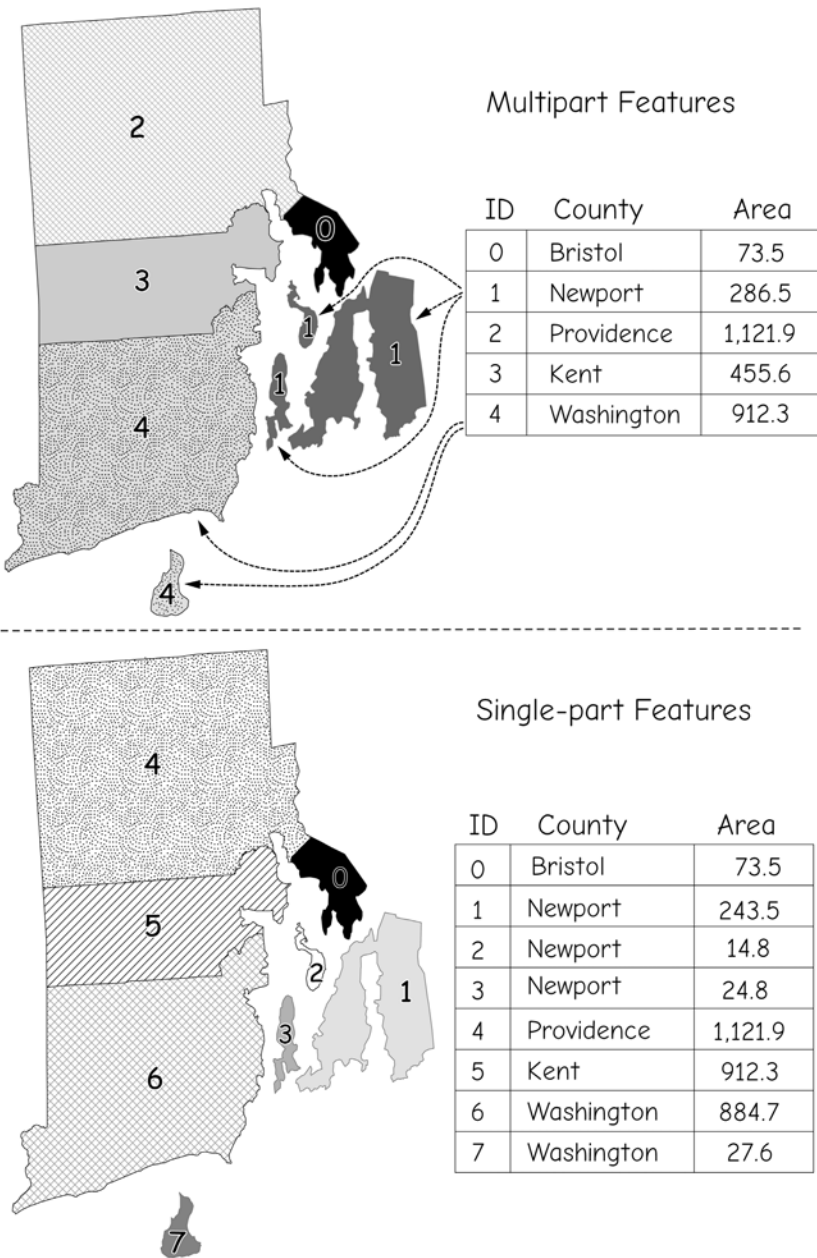 Multipart Features
ID County Area
0 Bristol 73.5
1 Newport 286.5
2 Providence 1,121.9
3 Kent 455.6
4 Washington 912.3
2
0
3
1
1
1
4
4
Single-part Features
ID County Area
0 Bristol 73.5
1 Newport 243.5
2 Newport 14.8
3 Newport 24.8
4 Providence 1,121.9
5 Kent 912.3
6 Washington 884.7
7 Washington 27.6
4
0
5
2
1
3
6
7